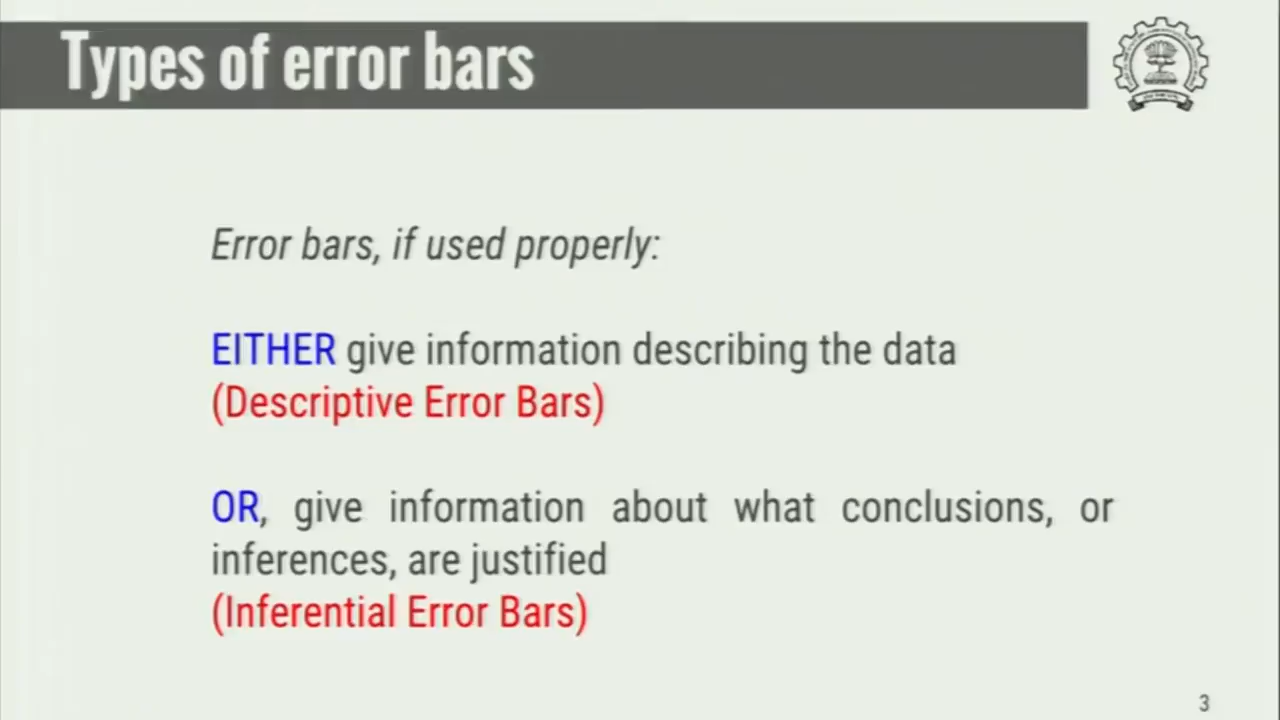 Types of error bars
Error bars, if used properly:
EITHER give information describing the data
(Descriptive Error Bars)
OR, give information about what conclusions, or
inferences, are justified
(Inferential Error Bars)
3